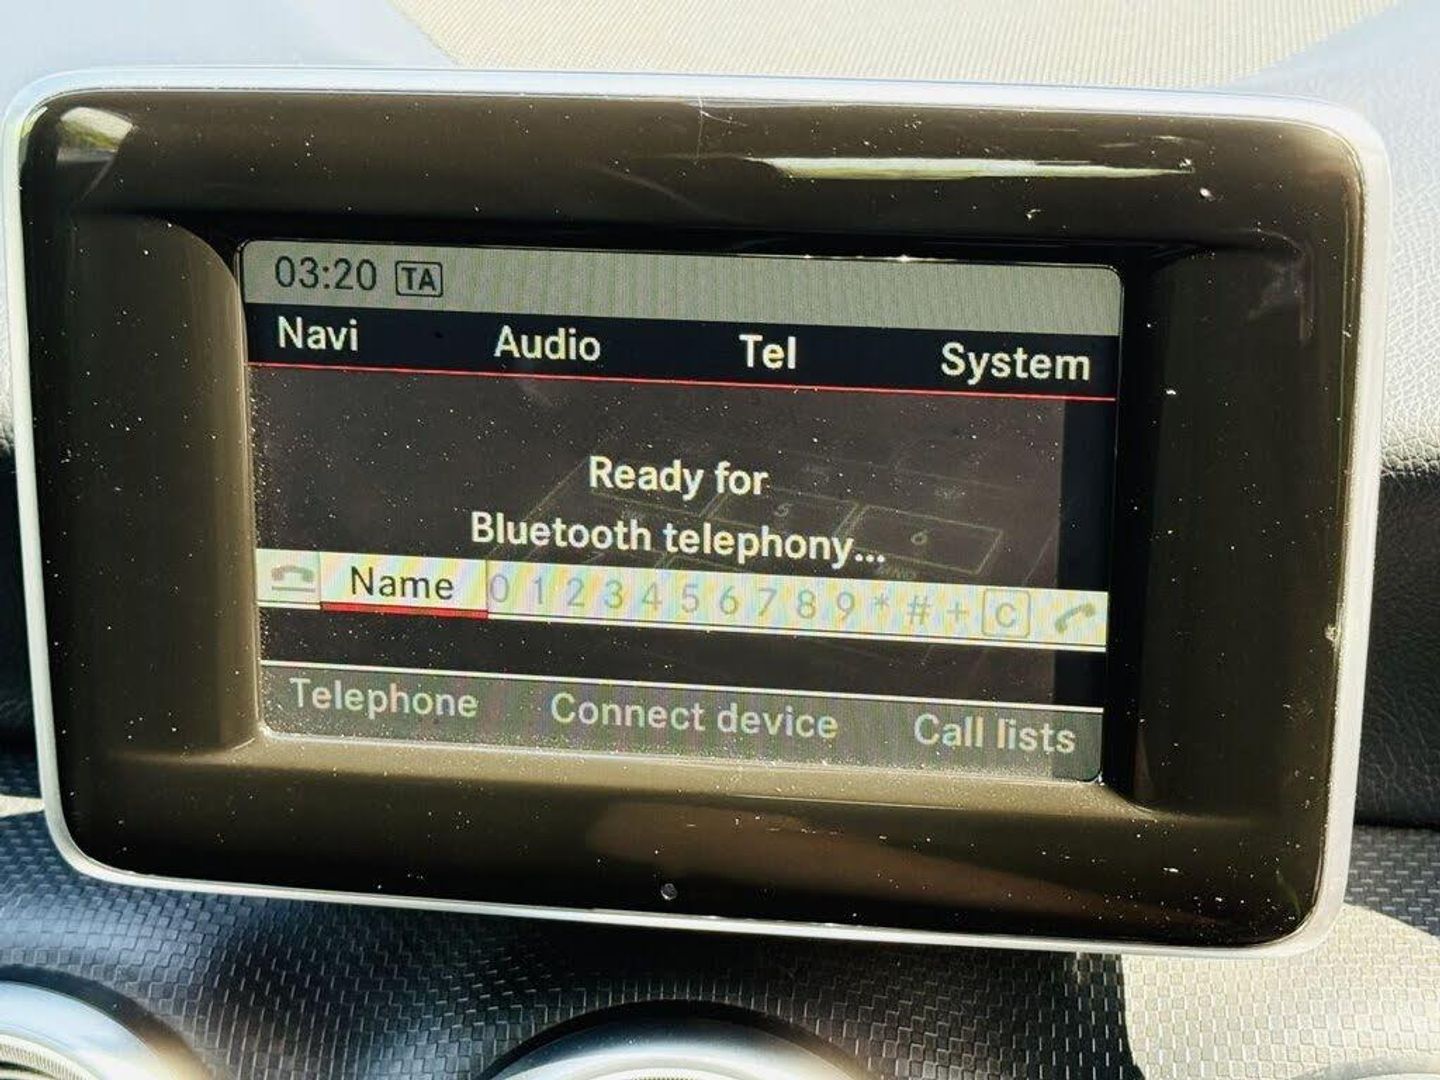 03:20 TA
Navi Audio Tel System
Ready for
Bluetooth telephony...
Name 0 1 2 3 4 5 6 7 8 9 * # + C
Telephone Connect device Call lists